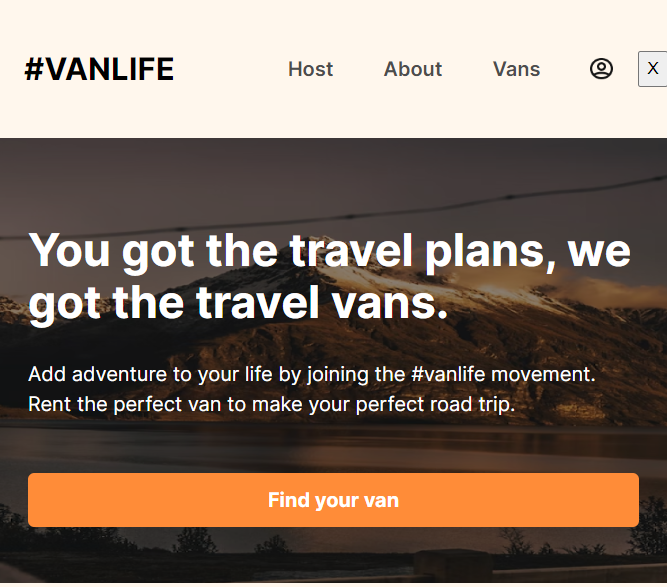 #VANLIFE Host About Vans X
You got the travel plans, we
got the travel vans.
Add adventure to your life by joining the #vanlife movement.
Rent the perfect van to make your perfect road trip.
Find your van